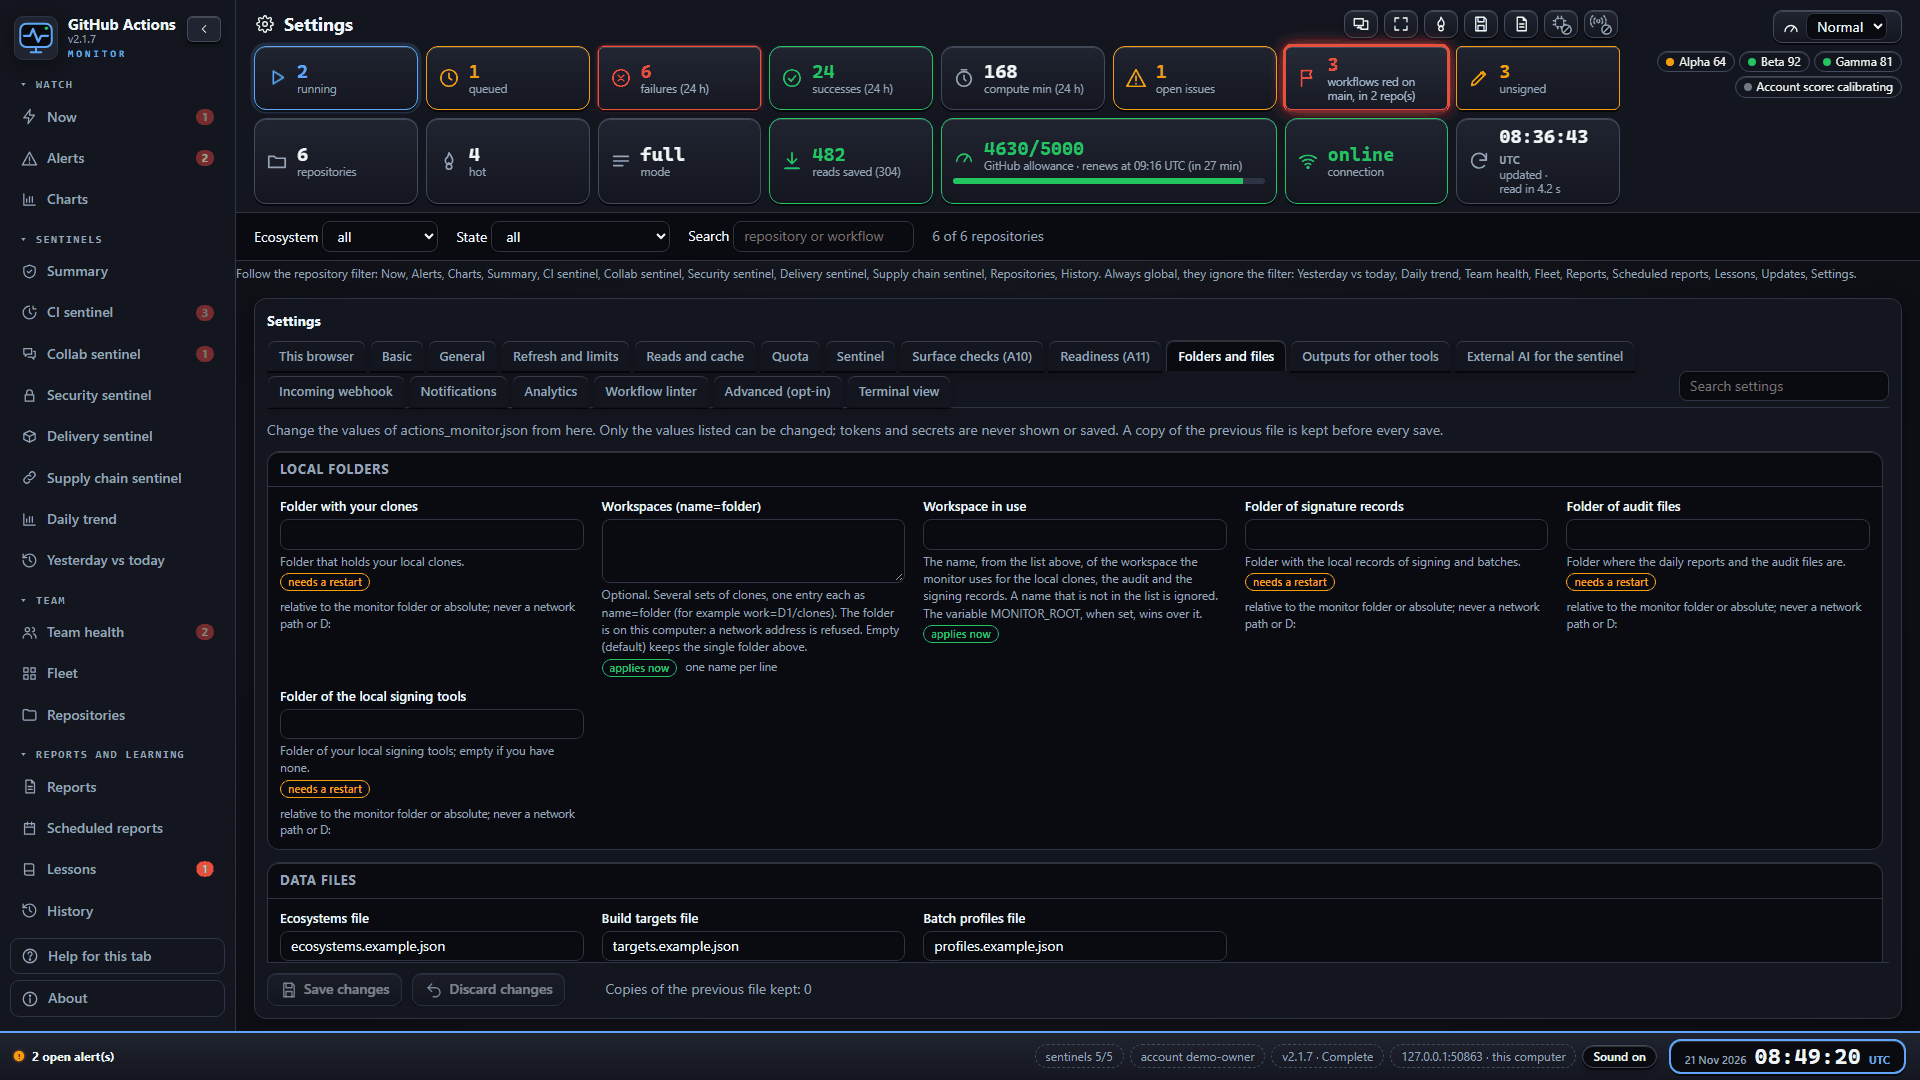 GitHub Actions
v2.1.7
MONITOR
WATCH
Now 1
Alerts 2
Charts
SENTINELS
Summary
CI sentinel 3
Collab sentinel 1
Security sentinel
Delivery sentinel
Supply chain sentinel
Daily trend
Yesterday vs today
TEAM
Team health 2
Fleet
Repositories
REPORTS AND LEARNING
Reports
Scheduled reports
Lessons 1
History
Help for this tab
About
Settings
Normal
2
running
1
queued
6
failures (24 h)
24
successes (24 h)
168
compute min (24 h)
1
open issues
3
workflows red on
main, in 2 repo(s)
3
unsigned
Alpha 64
Beta 92
Gamma 81
Account score: calibrating
6
repositories
4
hot
full
mode
482
reads saved (304)
4630/5000
GitHub allowance · renews at 09:16 UTC (in 27 min)
online
connection
08:36:43
UTC
updated ·
read in 4.2 s
Ecosystem all State all Search repository or workflow 6 of 6 repositories
Follow the repository filter: Now, Alerts, Charts, Summary, CI sentinel, Collab sentinel, Security sentinel, Delivery sentinel, Supply chain sentinel, Repositories, History. Always global, they ignore the filter: Yesterday vs today, Daily trend, Team health, Fleet, Reports, Scheduled reports, Lessons, Updates, Settings.
Settings
This browser Basic General Refresh and limits Reads and cache Quota Sentinel Surface checks (A10) Readiness (A11) Folders and files Outputs for other tools External AI for the sentinel
Incoming webhook Notifications Analytics Workflow linter Advanced (opt-in) Terminal view Search settings
Change the values of actions_monitor.json from here. Only the values listed can be changed; tokens and secrets are never shown or saved. A copy of the previous file is kept before every save.
LOCAL FOLDERS
Folder with your clones
Folder that holds your local clones.
needs a restart
relative to the monitor folder or absolute; never a network
path or D:
Workspaces (name=folder)
Optional. Several sets of clones, one entry each as
name=folder (for example work=D1/clones). The folder
is on this computer: a network address is refused. Empty
(default) keeps the single folder above.
applies now one name per line
Workspace in use
The name, from the list above, of the workspace the
monitor uses for the local clones, the audit and the
signing records. A name that is not in the list is ignored.
The variable MONITOR_ROOT, when set, wins over it.
applies now
Folder of signature records
Folder with the local records of signing and batches.
needs a restart
relative to the monitor folder or absolute; never a network
path or D:
Folder of audit files
Folder where the daily reports and the audit files are.
needs a restart
relative to the monitor folder or absolute; never a network
path or D:
Folder of the local signing tools
Folder of your local signing tools; empty if you have
none.
needs a restart
relative to the monitor folder or absolute; never a network
path or D:
DATA FILES
Ecosystems file
ecosystems.example.json
Build targets file
targets.example.json
Batch profiles file
profiles.example.json
Save changes Discard changes Copies of the previous file kept: 0
2 open alert(s)
sentinels 5/5
account demo-owner
v2.1.7 · Complete
127.0.0.1:50863 · this computer
Sound on
21 Nov 2026 08:49:20 UTC